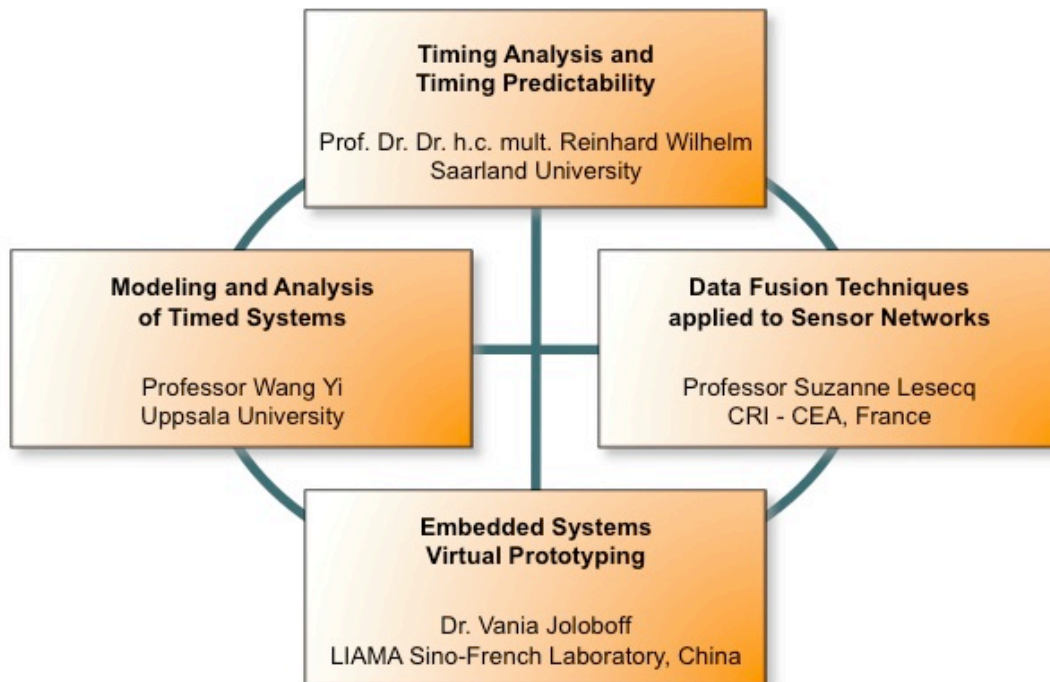 Timing Analysis and
Timing Predictability
Prof. Dr. Dr. h.c. mult. Reinhard Wilhelm
Saarland University
Modeling and Analysis
of Timed Systems
Professor Wang Yi
Uppsala University
Data Fusion Techniques
applied to Sensor Networks
Professor Suzanne Lesecq
CRI - CEA, France
Embedded Systems
Virtual Prototyping
Dr. Vania Joloboff
LIAMA Sino-French Laboratory, China